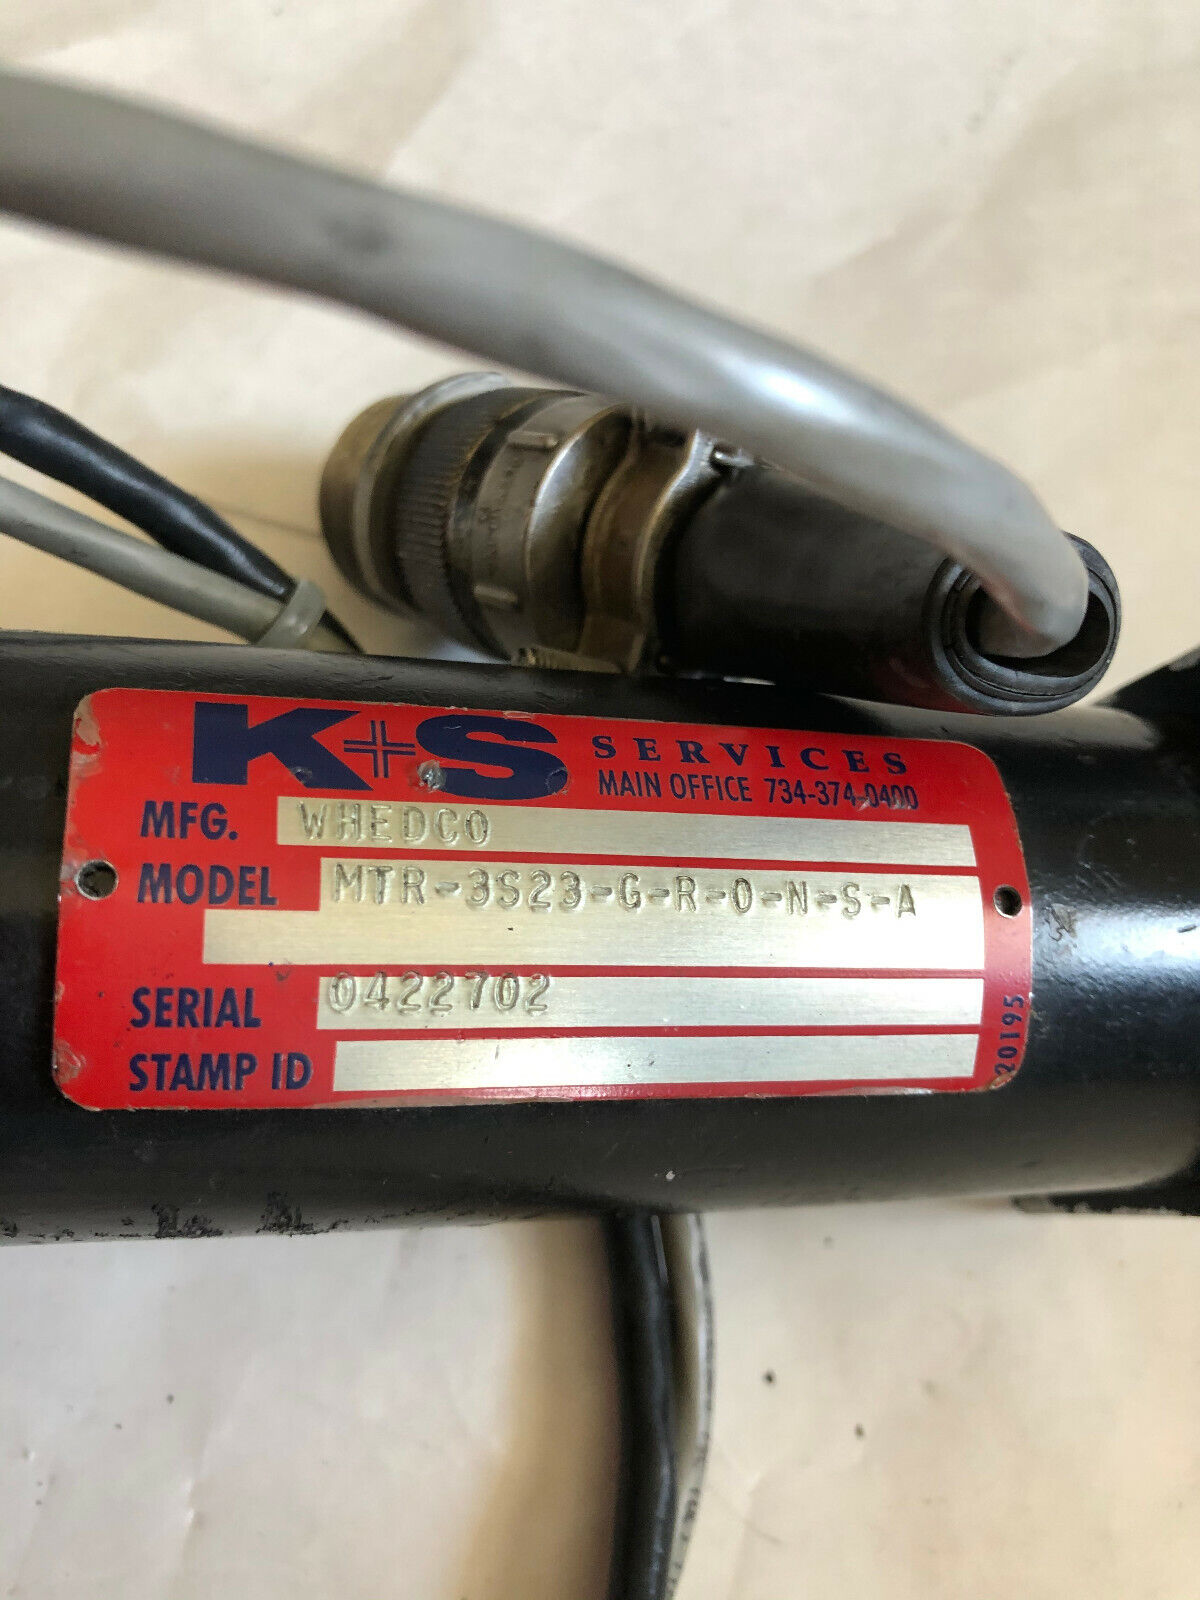 K+S SERVICES
MAIN OFFICE 734-374-0400
MFG. WHEDCO
MODEL MTR-3S23-G-R-0-N-S-A
SERIAL 0422702
STAMP ID
20195